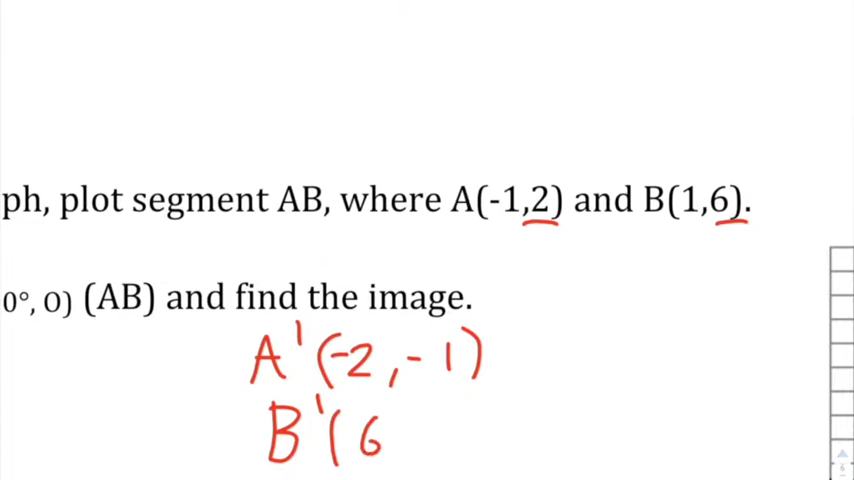 ph, plot segment AB, where A(-1,2) and B(1,6).
0°, O) (AB) and find the image.
A'(-2,-1)
B'(6
6